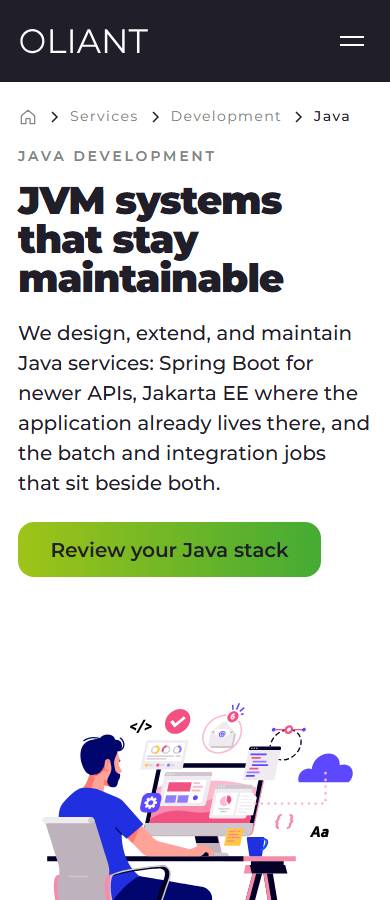 OLIANT
Services Development Java
JAVA DEVELOPMENT
JVM systems
that stay
maintainable
We design, extend, and maintain
Java services: Spring Boot for
newer APIs, Jakarta EE where the
application already lives there, and
the batch and integration jobs
that sit beside both.
Review your Java stack
</>
6
@
{ }
Aa